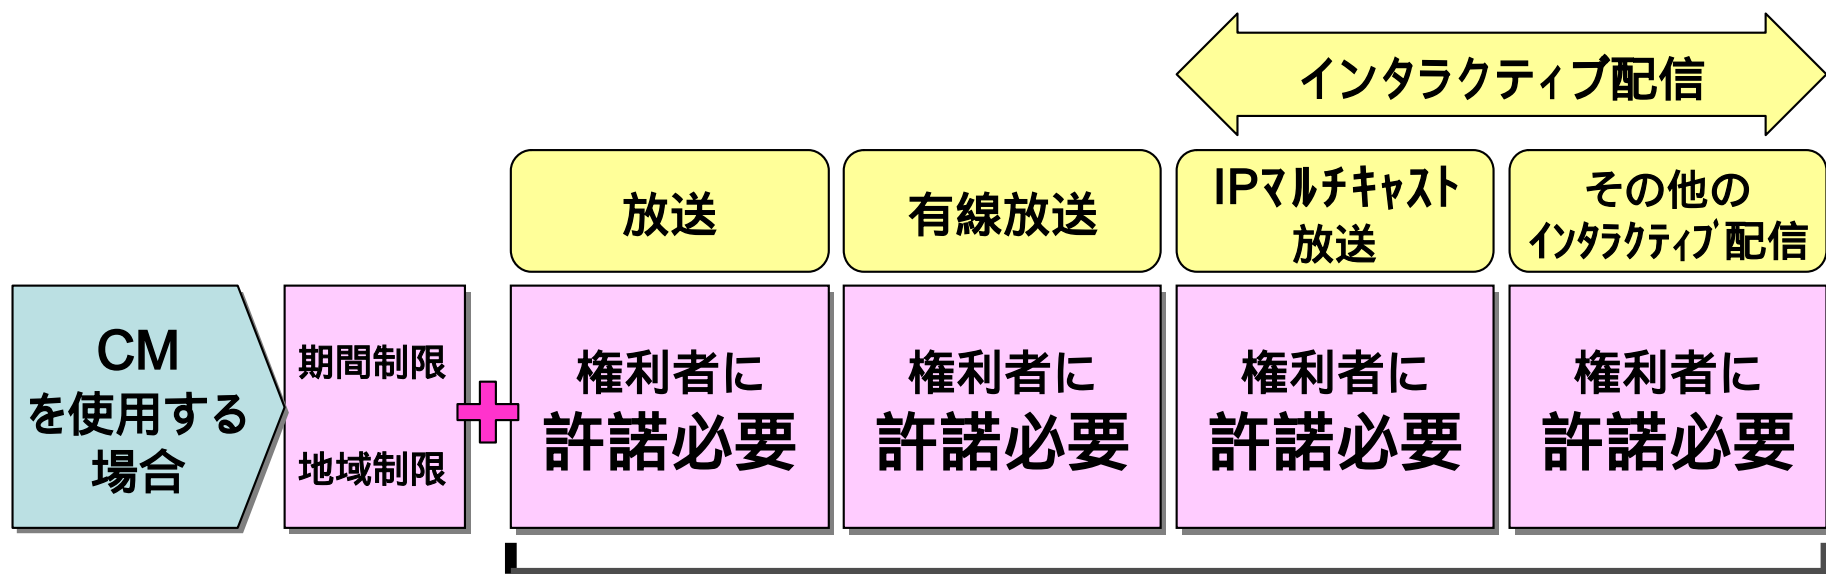 インタラクティブ配信
放送
有線放送
IPﾏﾙﾁｷｬｽﾄ
放送
その他の
ｲﾝﾀﾗｸﾃｨﾌﾞ配信
CM
を使用する
場合
期間制限
地域制限
権利者に
許諾必要
権利者に
許諾必要
権利者に
許諾必要
権利者に
許諾必要